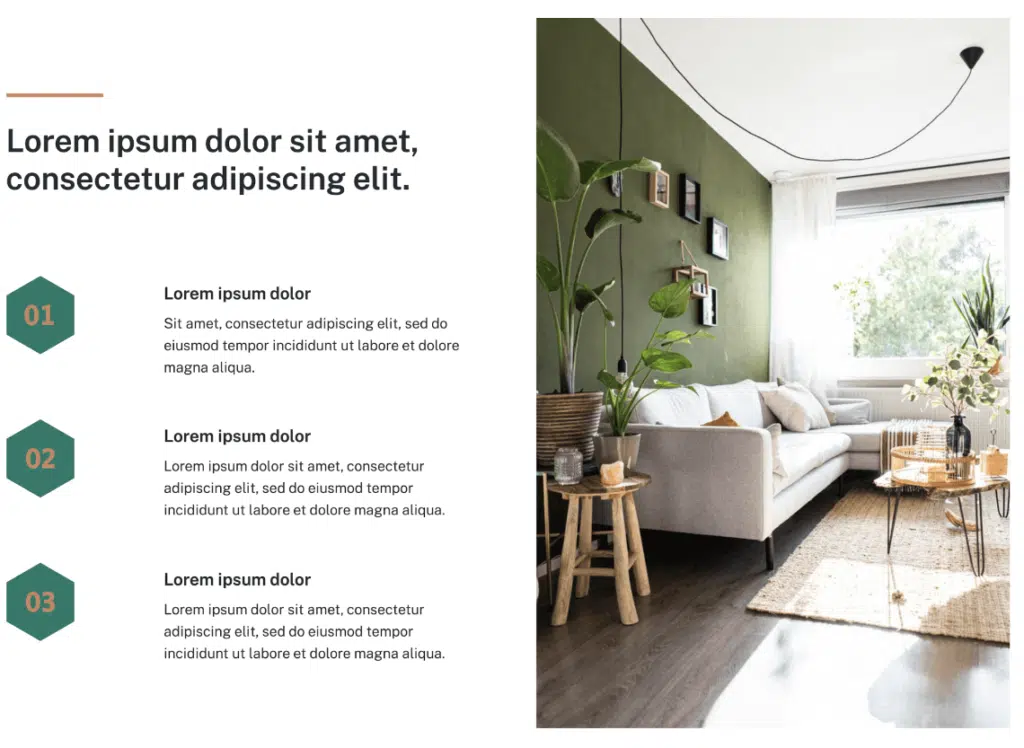 Lorem ipsum dolor sit amet,
consectetur adipiscing elit.
01
Lorem ipsum dolor
Sit amet, consectetur adipiscing elit, sed do
eiusmod tempor incididunt ut labore et dolore
magna aliqua.
02
Lorem ipsum dolor
Lorem ipsum dolor sit amet, consectetur
adipiscing elit, sed do eiusmod tempor
incididunt ut labore et dolore magna aliqua.
03
Lorem ipsum dolor
Lorem ipsum dolor sit amet, consectetur
adipiscing elit, sed do eiusmod tempor
incididunt ut labore et dolore magna aliqua.